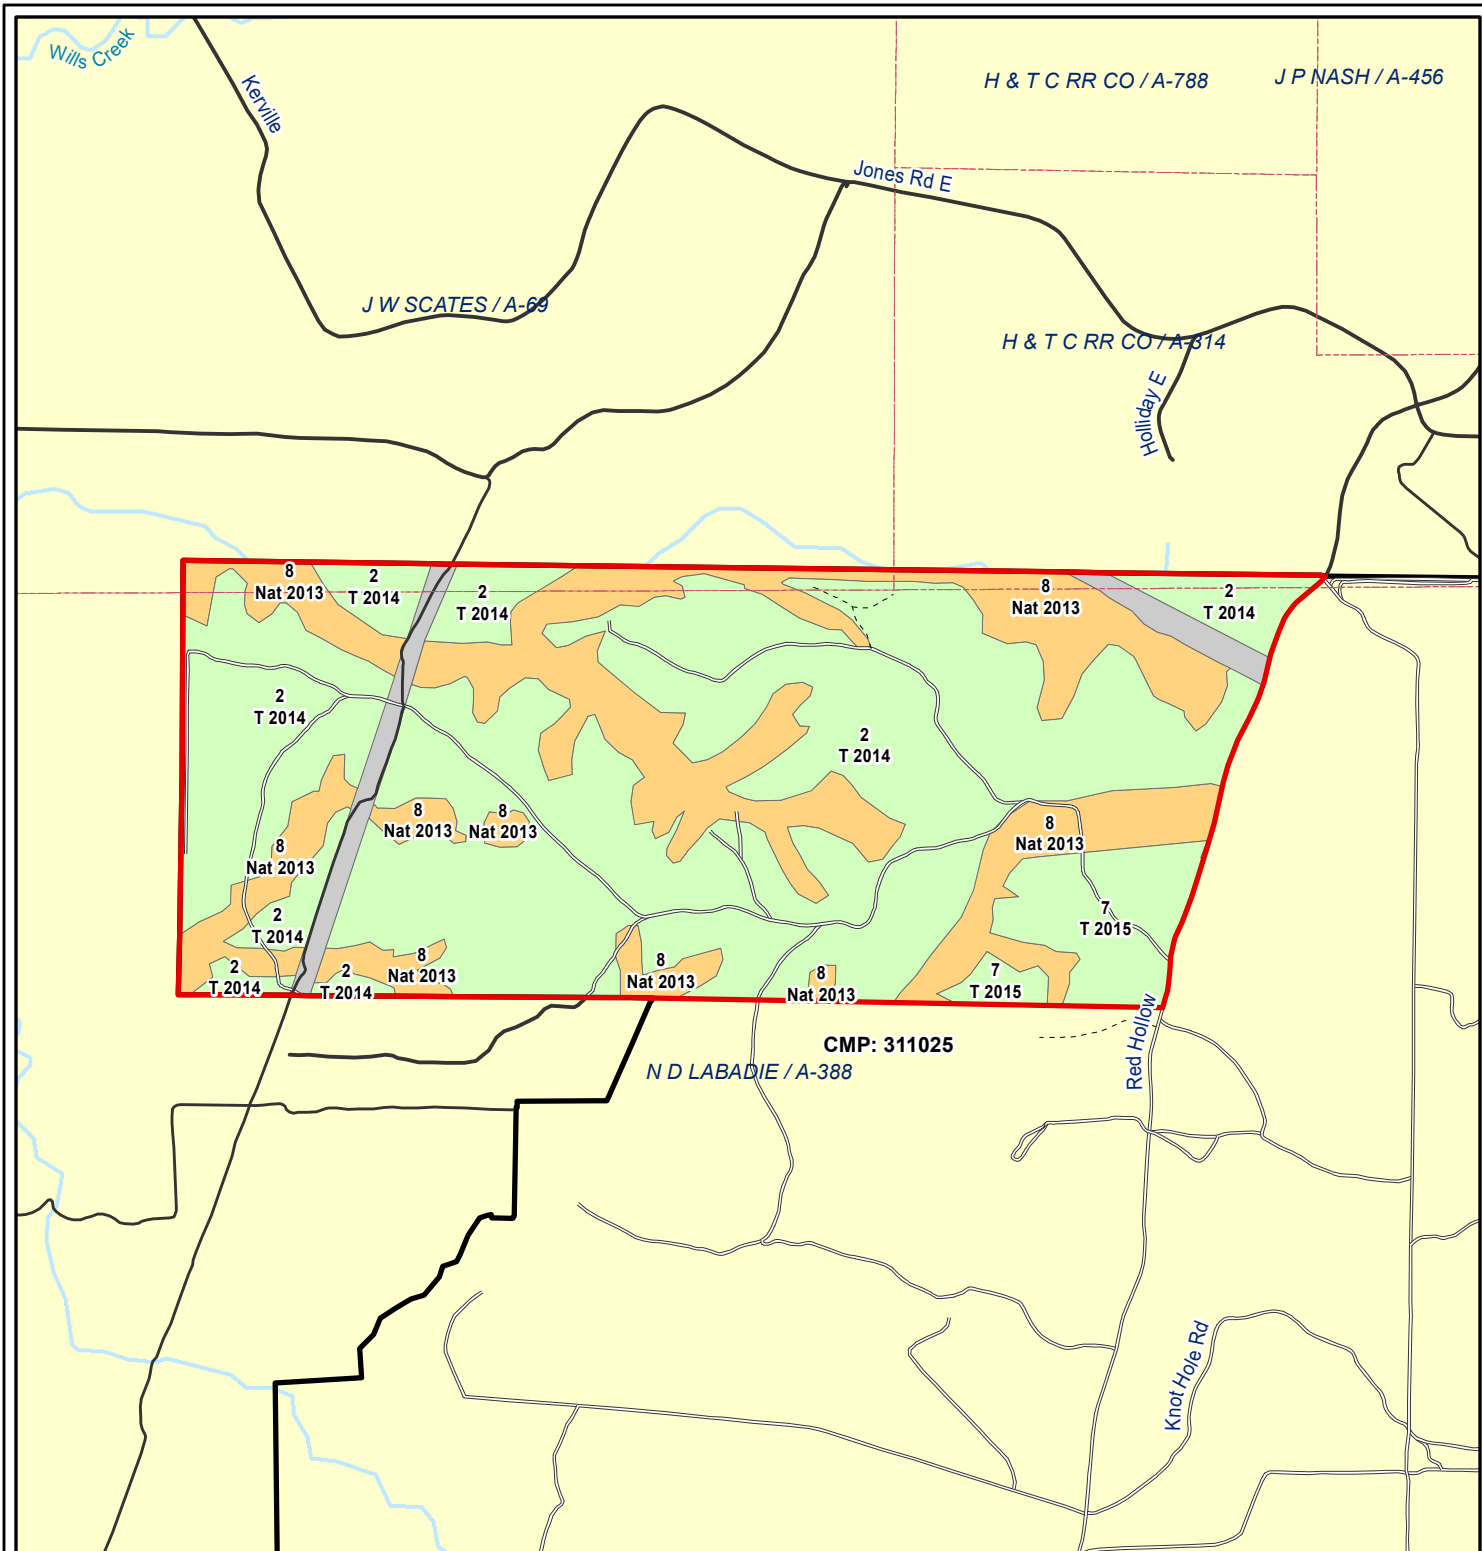 Wills Creek
Kerville
H & T C RR CO / A-788
J P NASH / A-456
Jones Rd E
J W SCATES / A-69
H & T C RR CO / A-314
Holliday E
8
Nat 2013
2
T 2014
2
T 2014
8
Nat 2013
2
T 2014
2
T 2014
2
T 2014
8
Nat 2013
8
Nat 2013
8
Nat 2013
8
Nat 2013
2
T 2014
7
T 2015
2
T 2014
2
T 2014
8
Nat 2013
8
Nat 2013
8
Nat 2013
7
T 2015
CMP: 311025
Red Hollow
N D LABADIE / A-388
Knot Hole Rd